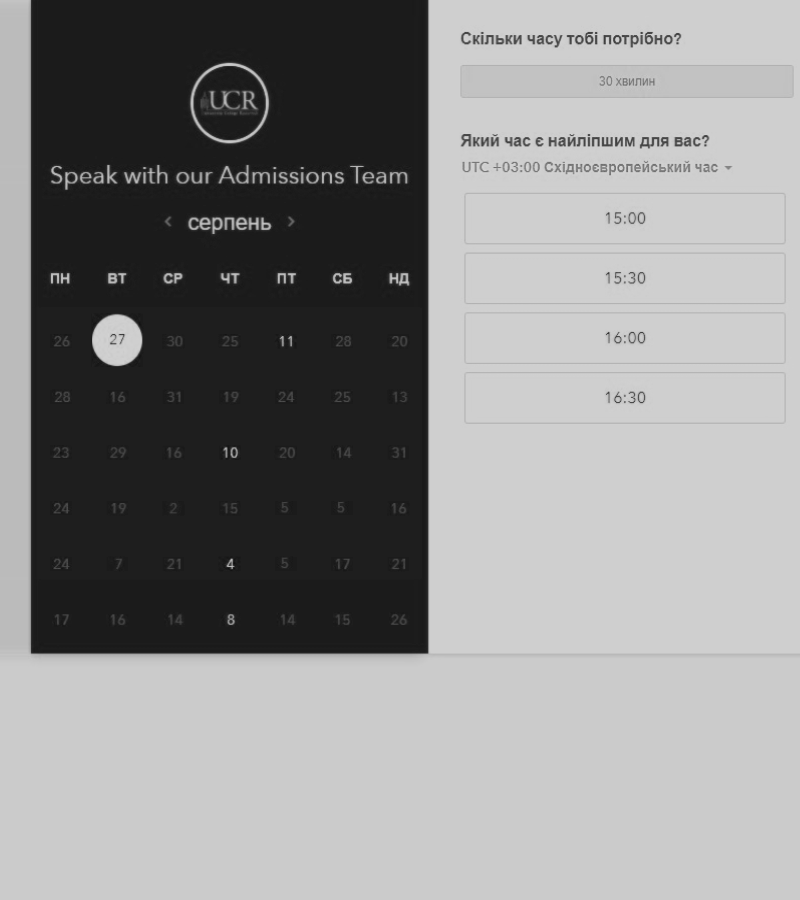 UCR
Speak with our Admissions Team
серпень
ПН ВТ СР ЧТ ПТ СБ НД
26 27 30 25 11 28 20
28 16 31 19 24 25 13
23 29 16 10 20 14 31
24 19 2 15 5 5 16
24 7 21 4 5 17 21
17 16 14 8 14 15 26
Скільки часу тобі потрібно?
30 хвилин
Який час є найліпшим для вас?
UTC +03:00 Східноєвропейський час
15:00
15:30
16:00
16:30